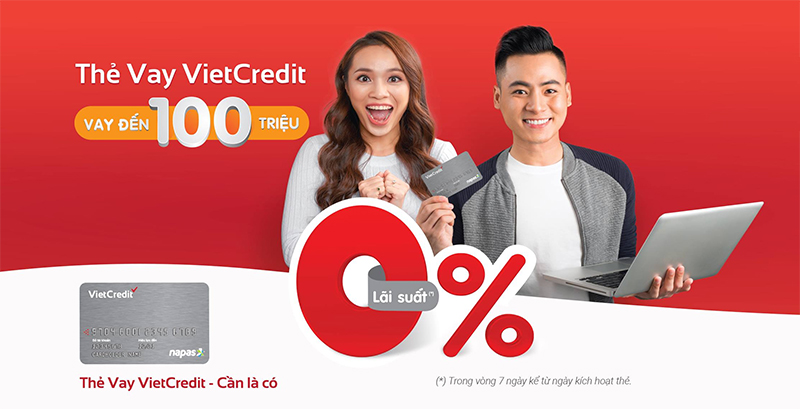 Thẻ Vay VietCredit
VAY ĐẾN 100 TRIỆU
VietCredit
0%
Lãi suất(*)
VietCredit
napas
Thẻ Vay VietCredit - Cần là có
(*) Trong vòng 7 ngày kể từ ngày kích hoạt thẻ.